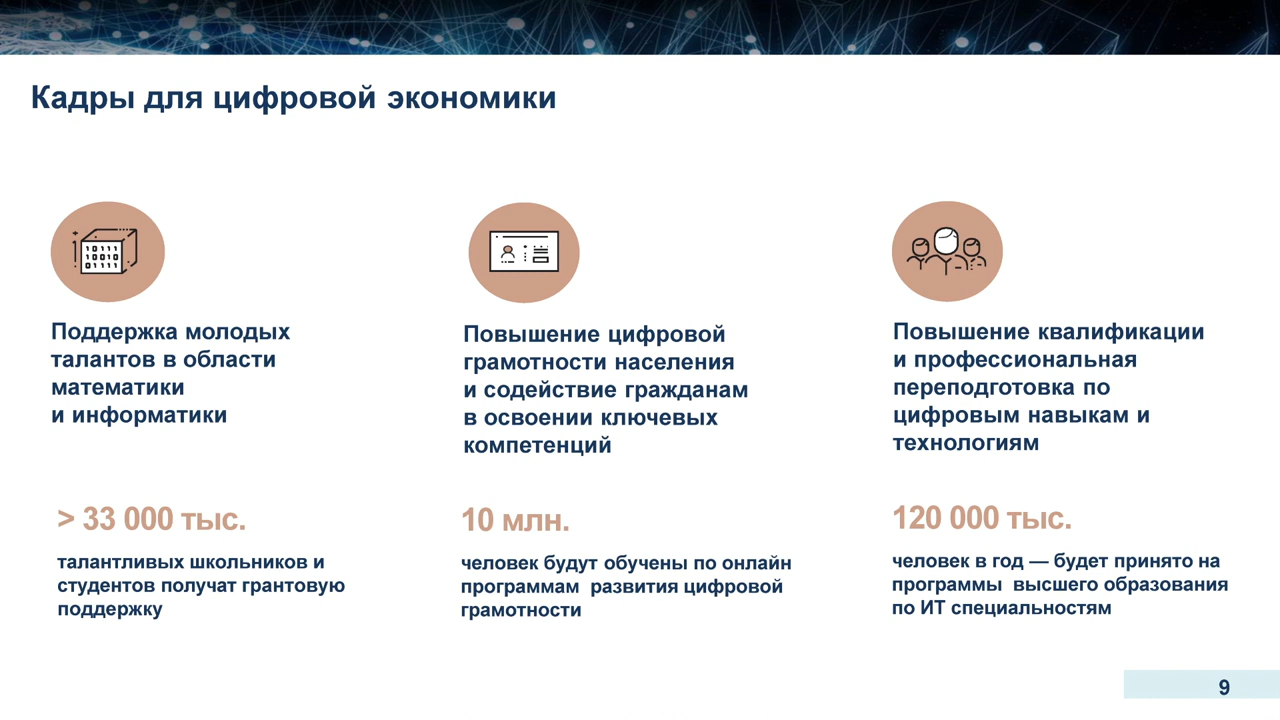 Кадры для цифровой экономики
10111
10010
01111
Поддержка молодых
талантов в области
математики
и информатики
> 33 000 тыс.
талантливых школьников и
студентов получат грантовую
поддержку
Повышение цифровой
грамотности населения
и содействие гражданам
в освоении ключевых
компетенций
10 млн.
человек будут обучены по онлайн
программам  развития цифровой
грамотности
Повышение квалификации
и профессиональная
переподготовка по
цифровым навыкам и
технологиям
120 000 тыс.
человек в год — будет принято на
программы  высшего образования
по ИТ специальностям
9